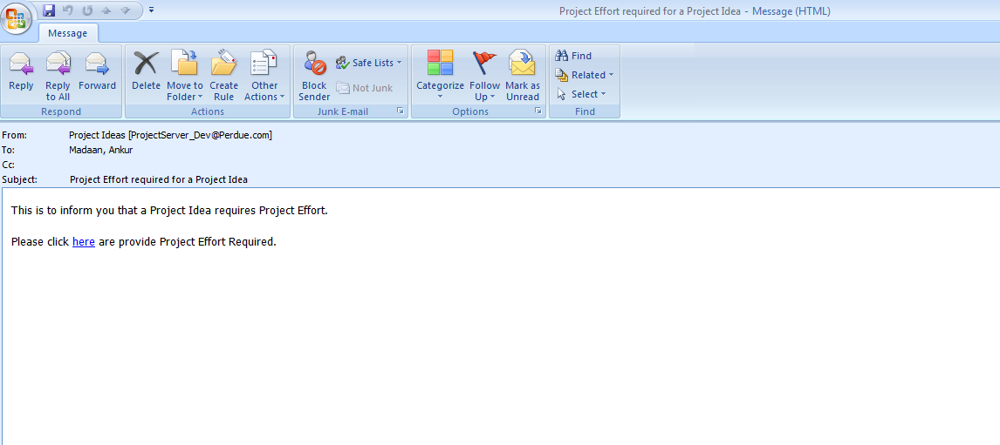 Project Effort required for a Project Idea - Message (HTML)
Message
Reply
Reply to All
Forward
Respond
Delete
Move to Folder
Create Rule
Other Actions
Actions
Block Sender
Safe Lists
Not Junk
Junk E-mail
Categorize
Follow Up
Mark as Unread
Options
Find
Related
Select
Find
From: Project Ideas [ProjectServer_Dev@Perdue.com]
To: Madaan, Ankur
Cc:
Subject: Project Effort required for a Project Idea
This is to inform you that a Project Idea requires Project Effort.
Please click here are provide Project Effort Required.